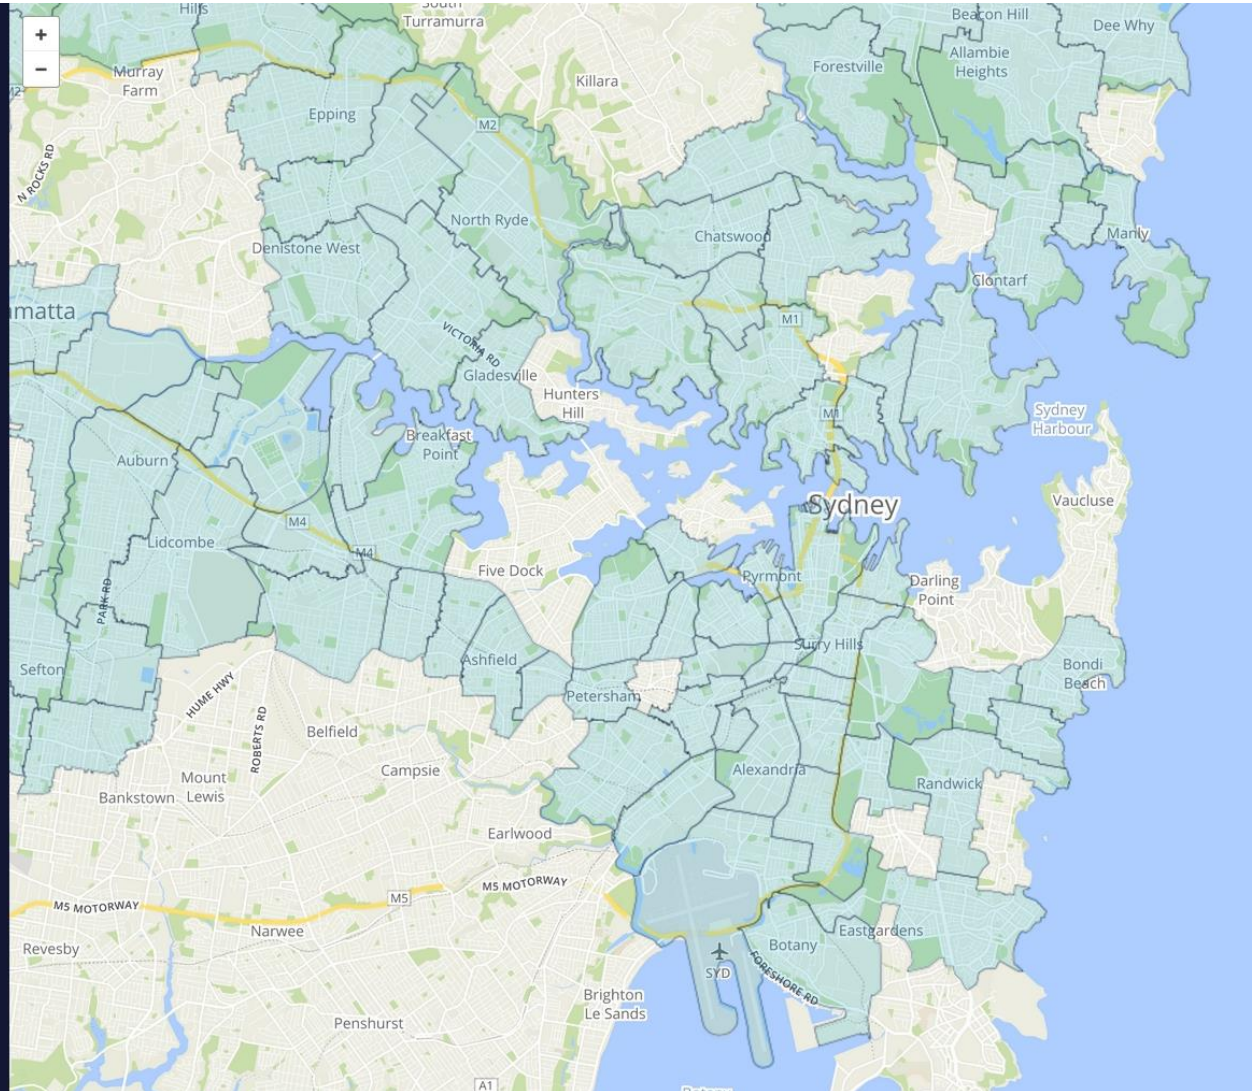 +
−
Hills
South
Turramurra
Beacon Hill
Dee Why
Murray
Farm
M2
Killara
Forestville
Allambie
Heights
Epping
M2
N ROCKS RD
North Ryde
Denistone West
Chatswood
Manly
Clontarf
amatta
VICTORIA RD
M1
Gladesville
Hunters
Hill
M1
Sydney
Harbour
Breakfast
Point
Auburn
Vaucluse
Sydney
M4
Lidcombe
M4
Five Dock
Pyrmont
Darling
Point
PARK RD
Surry Hills
Sefton
Ashfield
Petersham
Bondi
Beach
HUME HWY
ROBERTS RD
Belfield
Campsie
Alexandria
Randwick
Mount
Lewis
Bankstown
Earlwood
M5 MOTORWAY
M5
M5 MOTORWAY
Narwee
Revesby
Eastgardens
Botany
SYD
FORESHORE RD
Brighton
Le Sands
Penshurst
A1